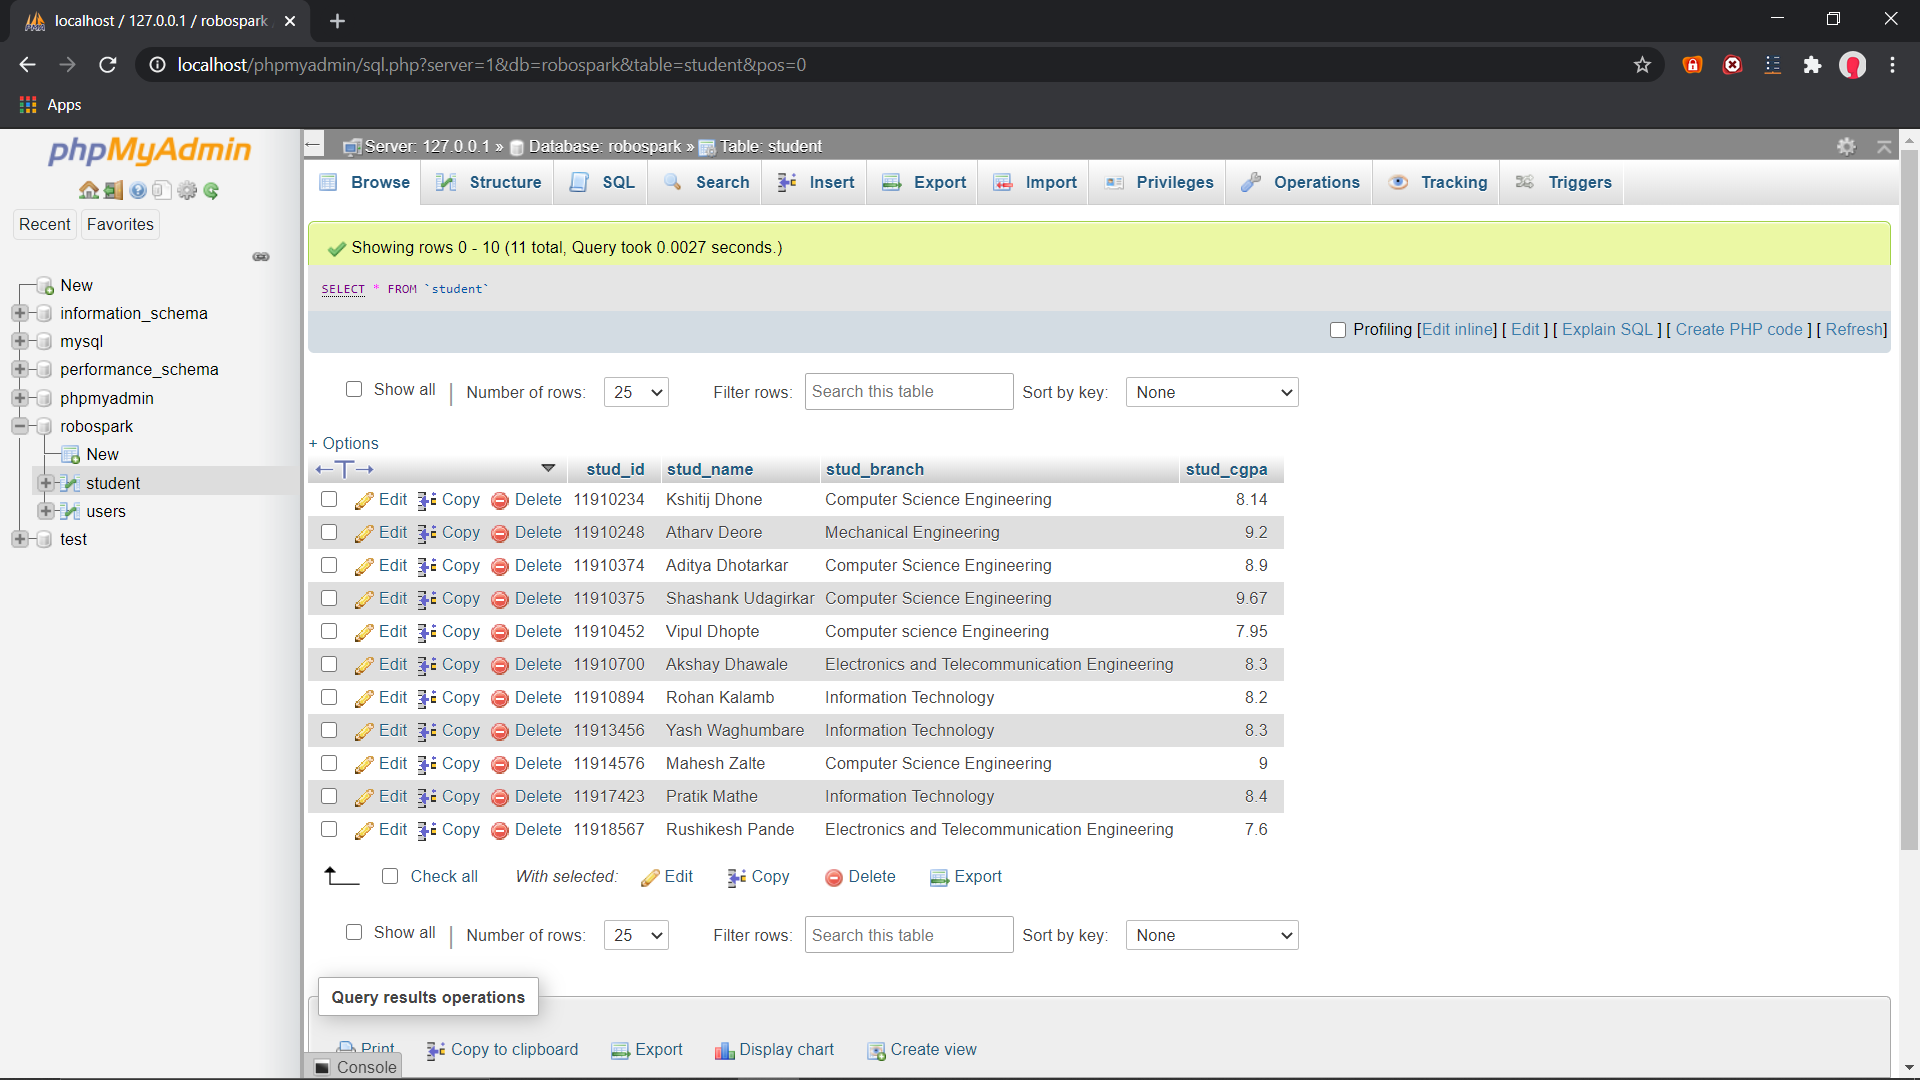 localhost / 127.0.0.1 / robospark
localhost/phpmyadmin/sql.php?server=1&db=robospark&table=student&pos=0
Apps
phpMyAdmin
Recent Favorites
New
information_schema
mysql
performance_schema
phpmyadmin
robospark
New
student
users
test
Server: 127.0.0.1 » Database: robospark » Table: student
Browse Structure SQL Search Insert Export Import Privileges Operations Tracking Triggers
Showing rows 0 - 10 (11 total, Query took 0.0027 seconds.)
SELECT * FROM `student`
Profiling [Edit inline] [ Edit ] [ Explain SQL ] [ Create PHP code ] [ Refresh]
Show all | Number of rows: 25 Filter rows: Search this table Sort by key: None
+ Options
←T→ stud_id stud_name stud_branch stud_cgpa
Edit Copy Delete 11910234 Kshitij Dhone Computer Science Engineering 8.14
Edit Copy Delete 11910248 Atharv Deore Mechanical Engineering 9.2
Edit Copy Delete 11910374 Aditya Dhotarkar Computer Science Engineering 8.9
Edit Copy Delete 11910375 Shashank Udagirkar Computer Science Engineering 9.67
Edit Copy Delete 11910452 Vipul Dhopte Computer science Engineering 7.95
Edit Copy Delete 11910700 Akshay Dhawale Electronics and Telecommunication Engineering 8.3
Edit Copy Delete 11910894 Rohan Kalamb Information Technology 8.2
Edit Copy Delete 11913456 Yash Waghumbare Information Technology 8.3
Edit Copy Delete 11914576 Mahesh Zalte Computer Science Engineering 9
Edit Copy Delete 11917423 Pratik Mathe Information Technology 8.4
Edit Copy Delete 11918567 Rushikesh Pande Electronics and Telecommunication Engineering 7.6
Check all With selected: Edit Copy Delete Export
Show all | Number of rows: 25 Filter rows: Search this table Sort by key: None
Query results operations
Print Copy to clipboard Export Display chart Create view
Console